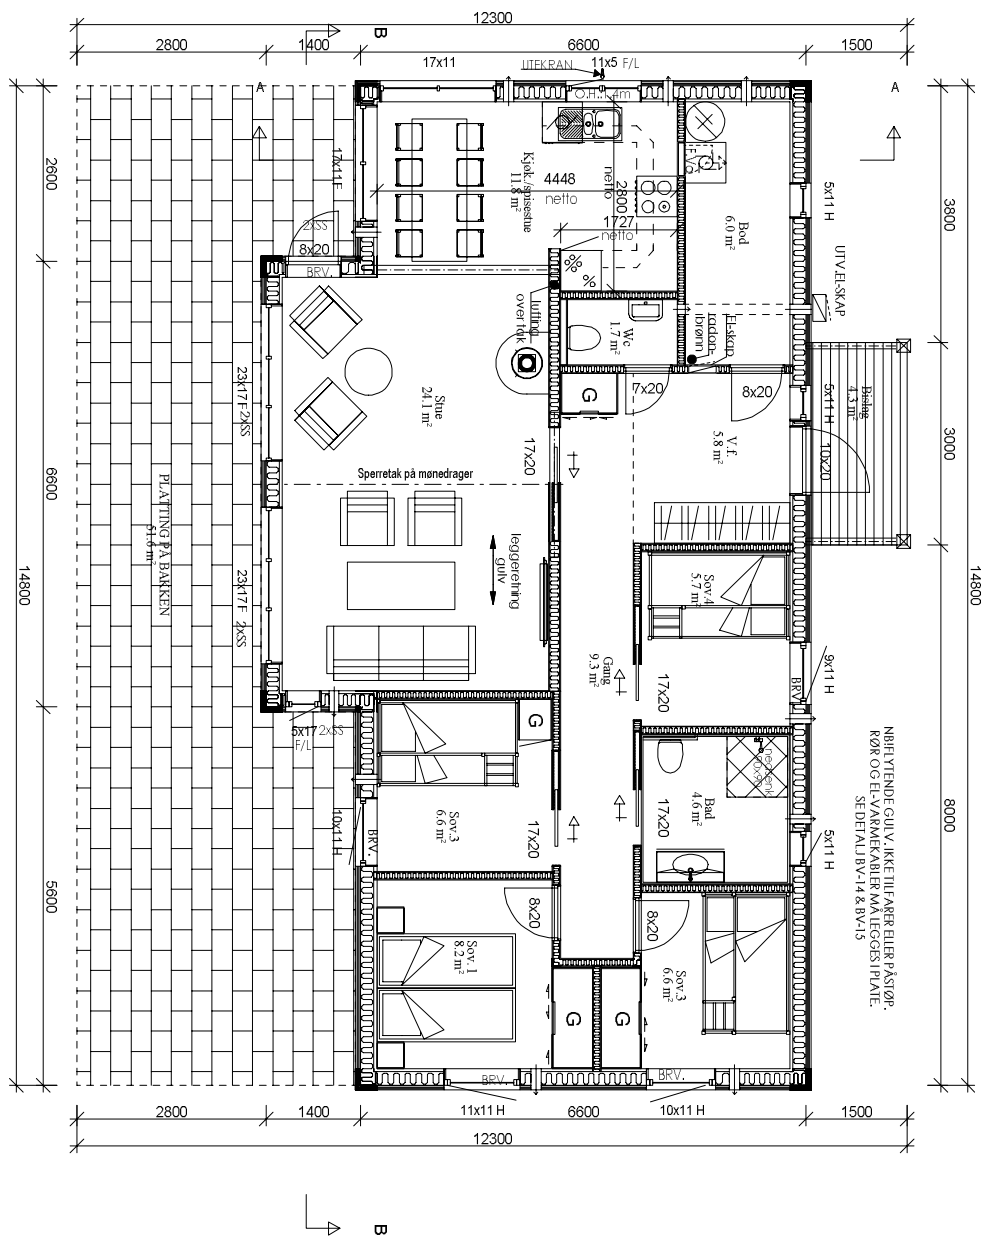 12300
B
2800
1400
6600
1500
17x11
UTEKRAN
11x5 F/L
A
A
O.H. 1,4m
2600
17x11F
Kjøk./spisestue
11.8 m²
4448
netto
2800
netto
1727
netto
Bod
6.0 m²
5x11 H
3800
2xSS
8x20
BRV.
UTV.EL-SKAP
lufting
over tak
Wc
1.7 m²
El-skap
radon-
brønn
G
7x20
8x20
23x17F 2xSS
Stue
24.1 m²
V.f.
5.8 m²
5x11 H
Bislag
4.3 m²
10x20
3000
17x20
Sperretak på mønedrager
6600
PLATTING PÅ BAKKEN
51.6 m²
14800
14800
leggeretning
gulv
23x17F 2xSS
Sov.4
5.7 m²
Gang
9.3 m²
17x20
9x11 H
BRV.
5x17 2xSS
F/L
G
nedsenk
90x90
NB!FLYTENDE GULV. IKKE TILFARER ELLER PÅSTØP.
RØR OG EL-VARMEKABLER MÅ LEGGES I PLATE.
SE DETALJ BV-14 & BV-15
10x11 H
BRV.
Sov.3
6.6 m²
17x20
17x20
Bad
4.6 m²
5x11 H
8000
5600
8x20
8x20
Sov. 1
8.2 m²
Sov.3
6.6 m²
G
G
BRV.
BRV.
11x11 H
10x11 H
2800
1400
6600
1500
12300
B